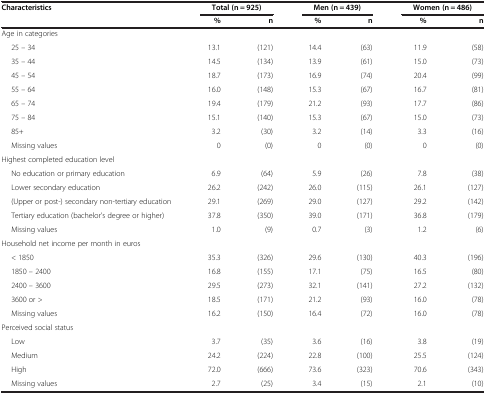 Characteristics Total (n = 925) Men (n = 439) Women (n = 486)
% n % n % n
Age in categories
25 – 34 13.1 (121) 14.4 (63) 11.9 (58)
35 – 44 14.5 (134) 13.9 (61) 15.0 (73)
45 – 54 18.7 (173) 16.9 (74) 20.4 (99)
55 – 64 16.0 (148) 15.3 (67) 16.7 (81)
65 – 74 19.4 (179) 21.2 (93) 17.7 (86)
75 – 84 15.1 (140) 15.3 (67) 15.0 (73)
85+ 3.2 (30) 3.2 (14) 3.3 (16)
Missing values 0 (0) 0 (0) 0 (0)
Highest completed education level
No education or primary education 6.9 (64) 5.9 (26) 7.8 (38)
Lower secondary education 26.2 (242) 26.0 (115) 26.1 (127)
(Upper or post-) secondary non-tertiary education 29.1 (269) 29.0 (127) 29.2 (142)
Tertiary education (bachelor's degree or higher) 37.8 (350) 39.0 (171) 36.8 (179)
Missing values 1.0 (9) 0.7 (3) 1.2 (6)
Household net income per month in euros
< 1850 35.3 (326) 29.6 (130) 40.3 (196)
1850 – 2400 16.8 (155) 17.1 (75) 16.5 (80)
2400 – 3600 29.5 (273) 32.1 (141) 27.2 (132)
3600 or > 18.5 (171) 21.2 (93) 16.0 (78)
Missing values 16.2 (150) 16.4 (72) 16.0 (78)
Perceived social status
Low 3.7 (35) 3.6 (16) 3.8 (19)
Medium 24.2 (224) 22.8 (100) 25.5 (124)
High 72.0 (666) 73.6 (323) 70.6 (343)
Missing values 2.7 (25) 3.4 (15) 2.1 (10)